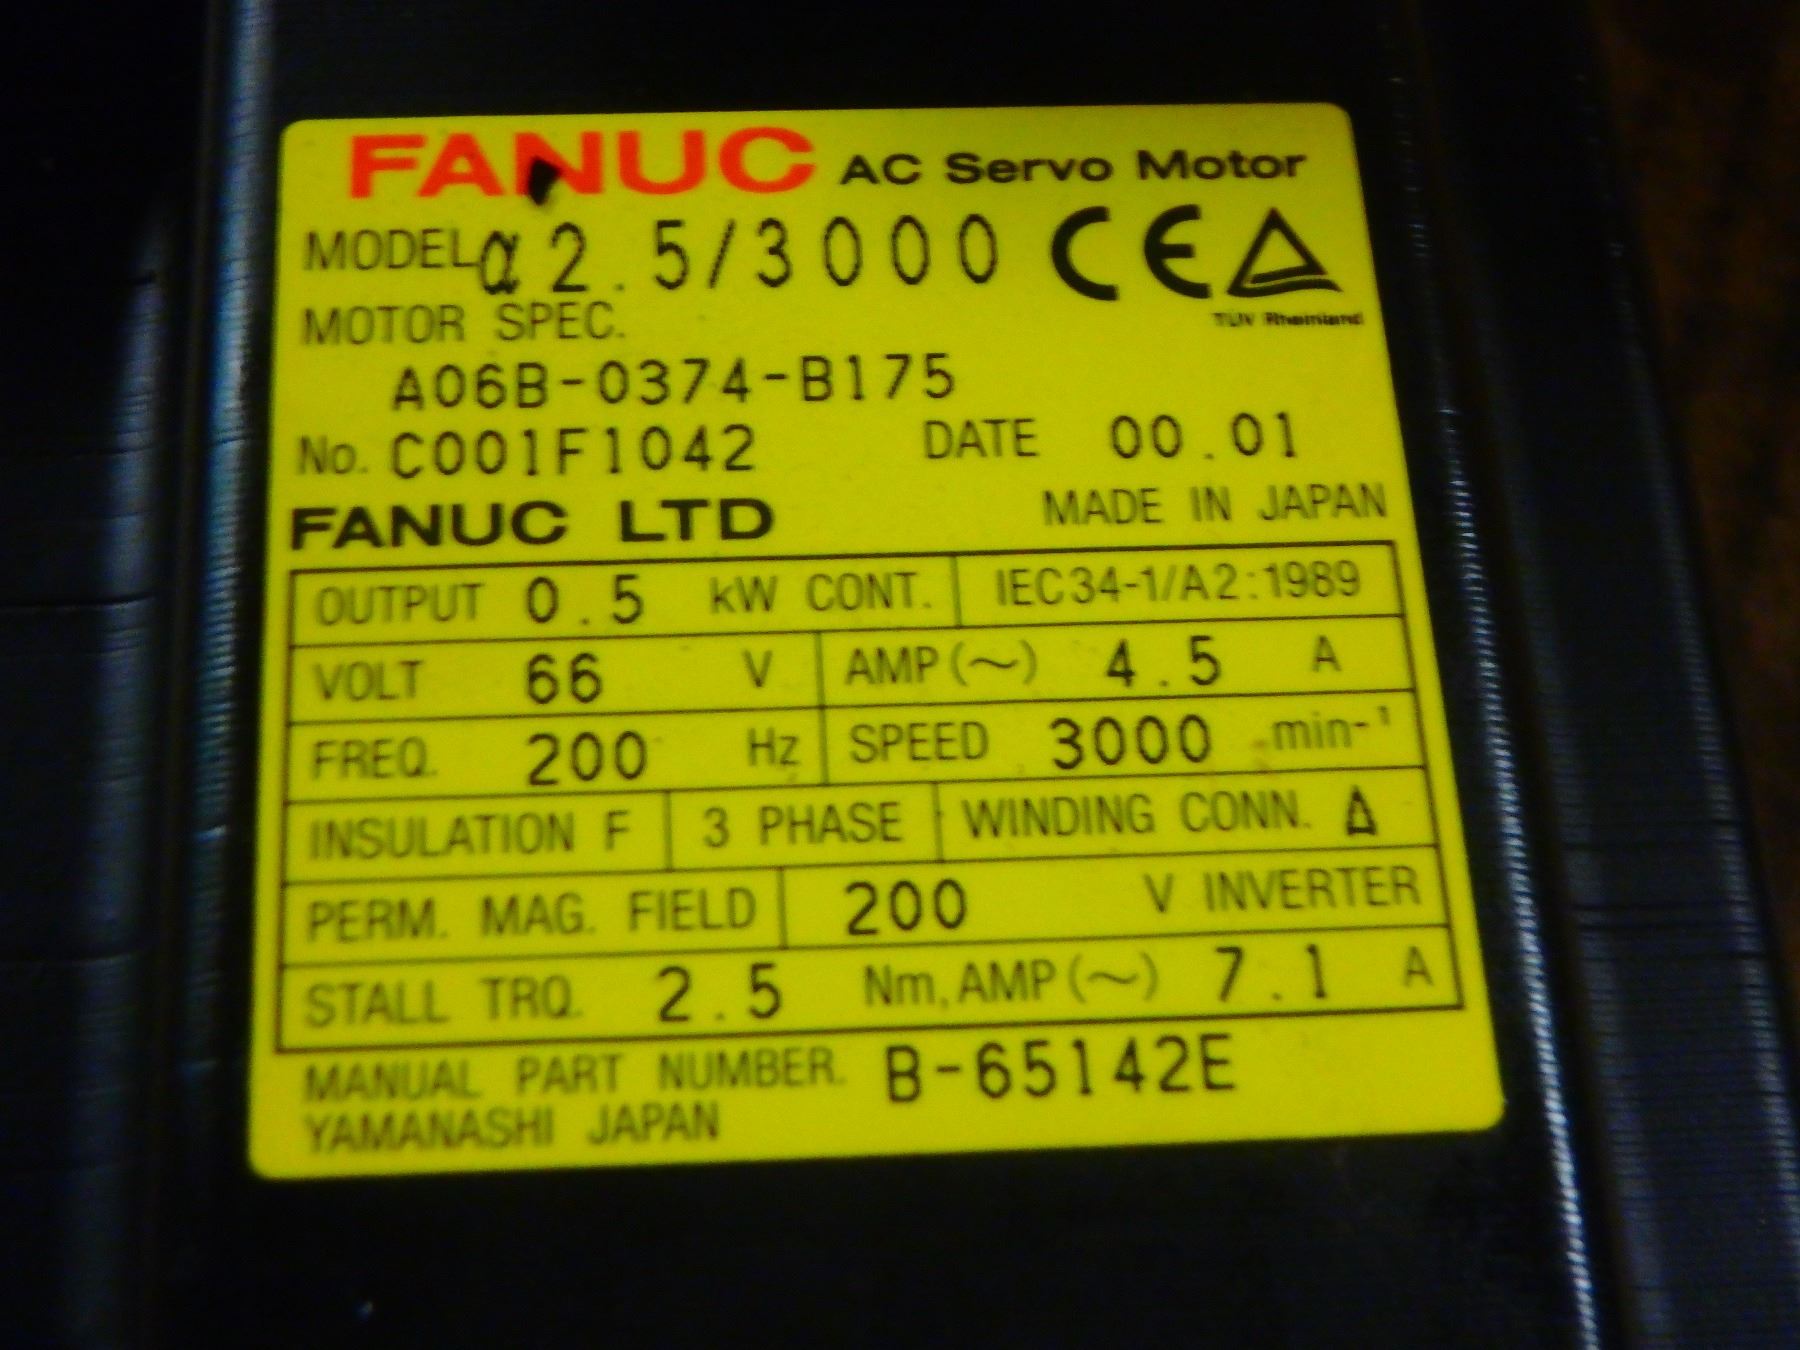 FANUC AC Servo Motor
MODEL α2.5/3000 CE
TÜV Rheinland
MOTOR SPEC.
A06B-0374-B175
No. C001F1042 DATE 00.01
FANUC LTD MADE IN JAPAN
OUTPUT 0.5 kW CONT. IEC34-1/A2:1989
VOLT 66 V AMP(~) 4.5 A
FREQ. 200 Hz SPEED 3000 min-¹
INSULATION F 3 PHASE WINDING CONN. Δ
PERM. MAG. FIELD 200 V INVERTER
STALL TRQ. 2.5 Nm, AMP(~) 7.1 A
MANUAL PART NUMBER. B-65142E
YAMANASHI JAPAN